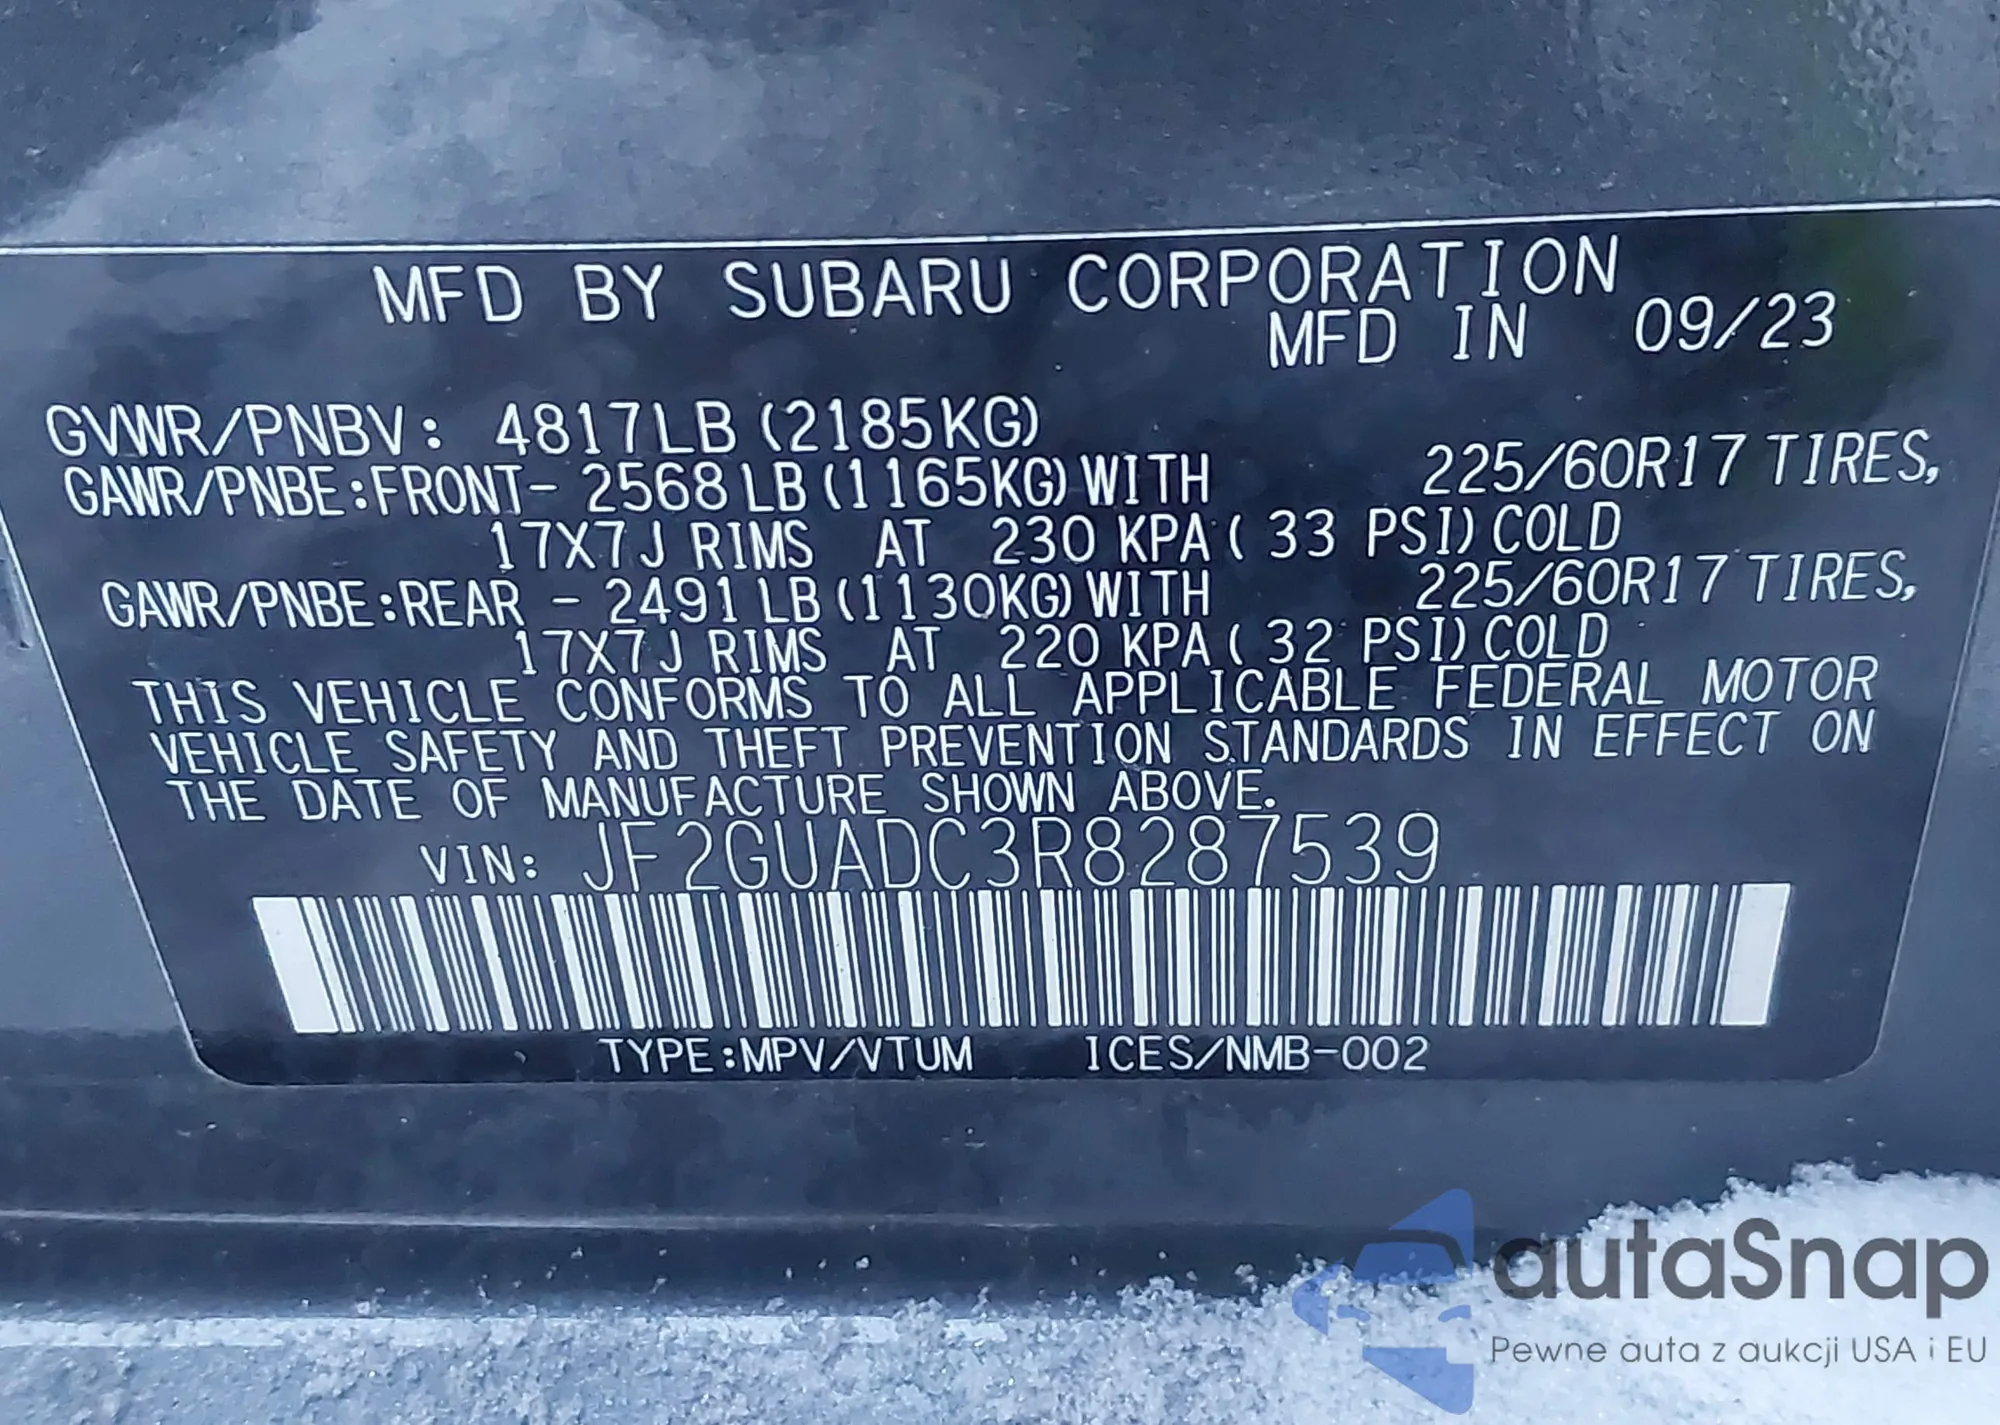 MFD BY SUBARU CORPORATION
MFD IN 09/23
GVWR/PNBV: 4817LB (2185KG)
GAWR/PNBE:FRONT- 2568LB (1165KG) WITH 225/60R17 TIRES,
17X7J RIMS AT 230 KPA( 33 PSI) COLD
GAWR/PNBE:REAR - 2491LB (1130KG) WITH 225/60R17 TIRES,
17X7J RIMS AT 220 KPA( 32 PSI) COLD
THIS VEHICLE CONFORMS TO ALL APPLICABLE FEDERAL MOTOR
VEHICLE SAFETY AND THEFT PREVENTION STANDARDS IN EFFECT ON
THE DATE OF MANUFACTURE SHOWN ABOVE.
VIN: JF2GUADC3R8287539
TYPE:MPV/VTUM ICES/NMB-002
autaSnap
Pewne auta z aukcji USA i EU